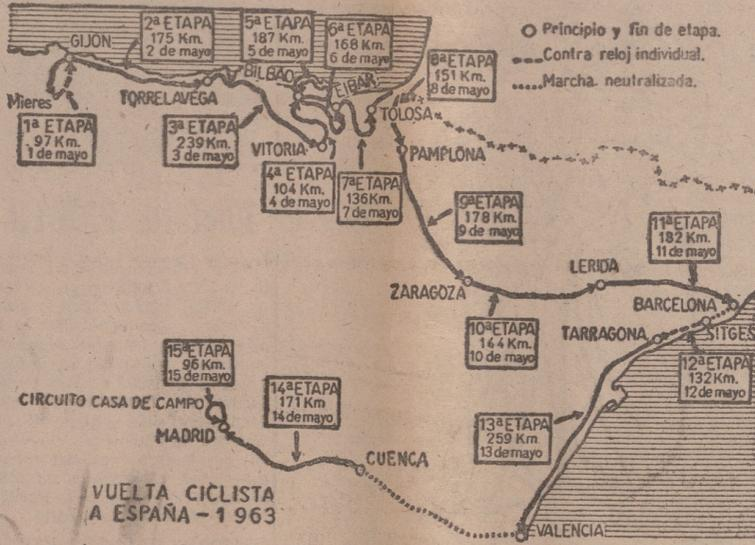 Principio y fin de etapa.
Contra reloj individual.
Marcha neutralizada.
GIJÓN
Mieres
1ª ETAPA
97 Km.
1 de mayo
2ª ETAPA
175 Km.
2 de mayo
TORRELAVEGA
3ª ETAPA
239 Km.
3 de mayo
BILBAO
5ª ETAPA
187 Km.
5 de mayo
6ª ETAPA
168 Km.
6 de mayo
EIBAR
VITORIA
4ª ETAPA
104 Km.
4 de mayo
7ª ETAPA
136 Km.
7 de mayo
8ª ETAPA
151 Km.
8 de mayo
TOLOSA
PAMPLONA
9ª ETAPA
178 Km.
9 de mayo
ZARAGOZA
10ª ETAPA
144 Km.
10 de mayo
LERIDA
11ª ETAPA
182 Km.
11 de mayo
BARCELONA
SITGES
TARRAGONA
12ª ETAPA
132 Km.
12 de mayo
13ª ETAPA
259 Km.
13 de mayo
VALENCIA
CUENCA
14ª ETAPA
171 Km
14 de mayo
15ª ETAPA
96 Km.
15 de mayo
CIRCUITO CASA DE CAMPO
MADRID
VUELTA CICLISTA
A ESPAÑA - 1963